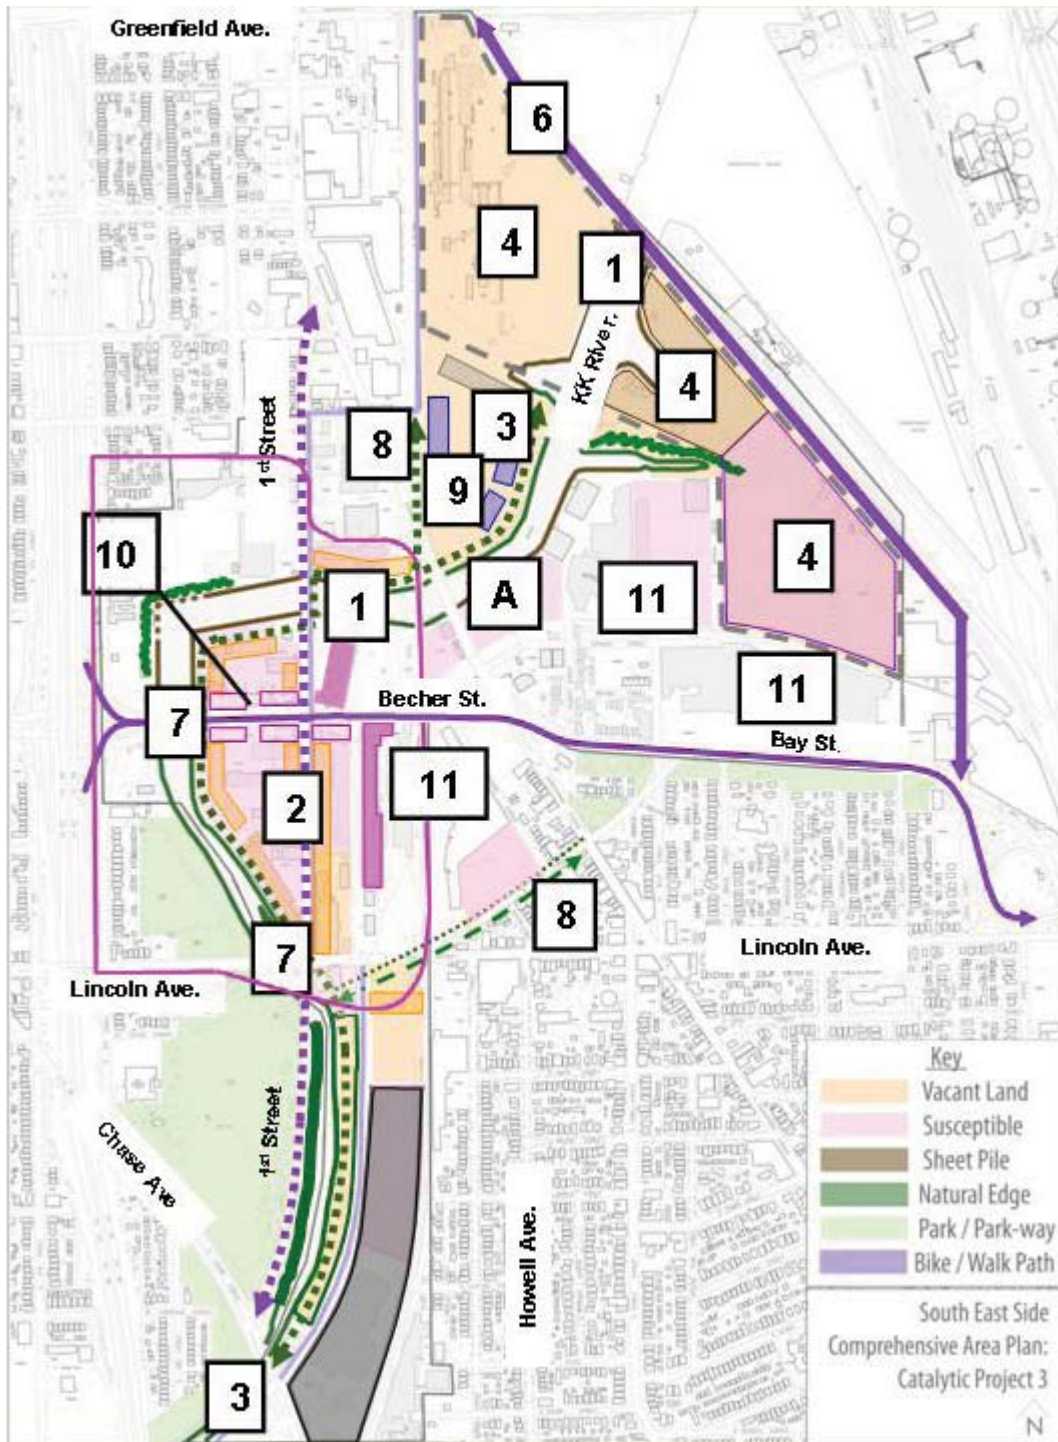 Greenfield Ave.
6
4
1
KK River.
4
1st Street
8
3
9
10
4
1
A
11
11
Becher St.
7
Bay St.
2
11
8
7
Lincoln Ave.
Lincoln Ave.
1st Street
Chase Ave
Howell Ave.
3
Key
Vacant Land
Susceptible
Sheet Pile
Natural Edge
Park / Park-way
Bike / Walk Path
South East Side
Comprehensive Area Plan:
Catalytic Project 3
N